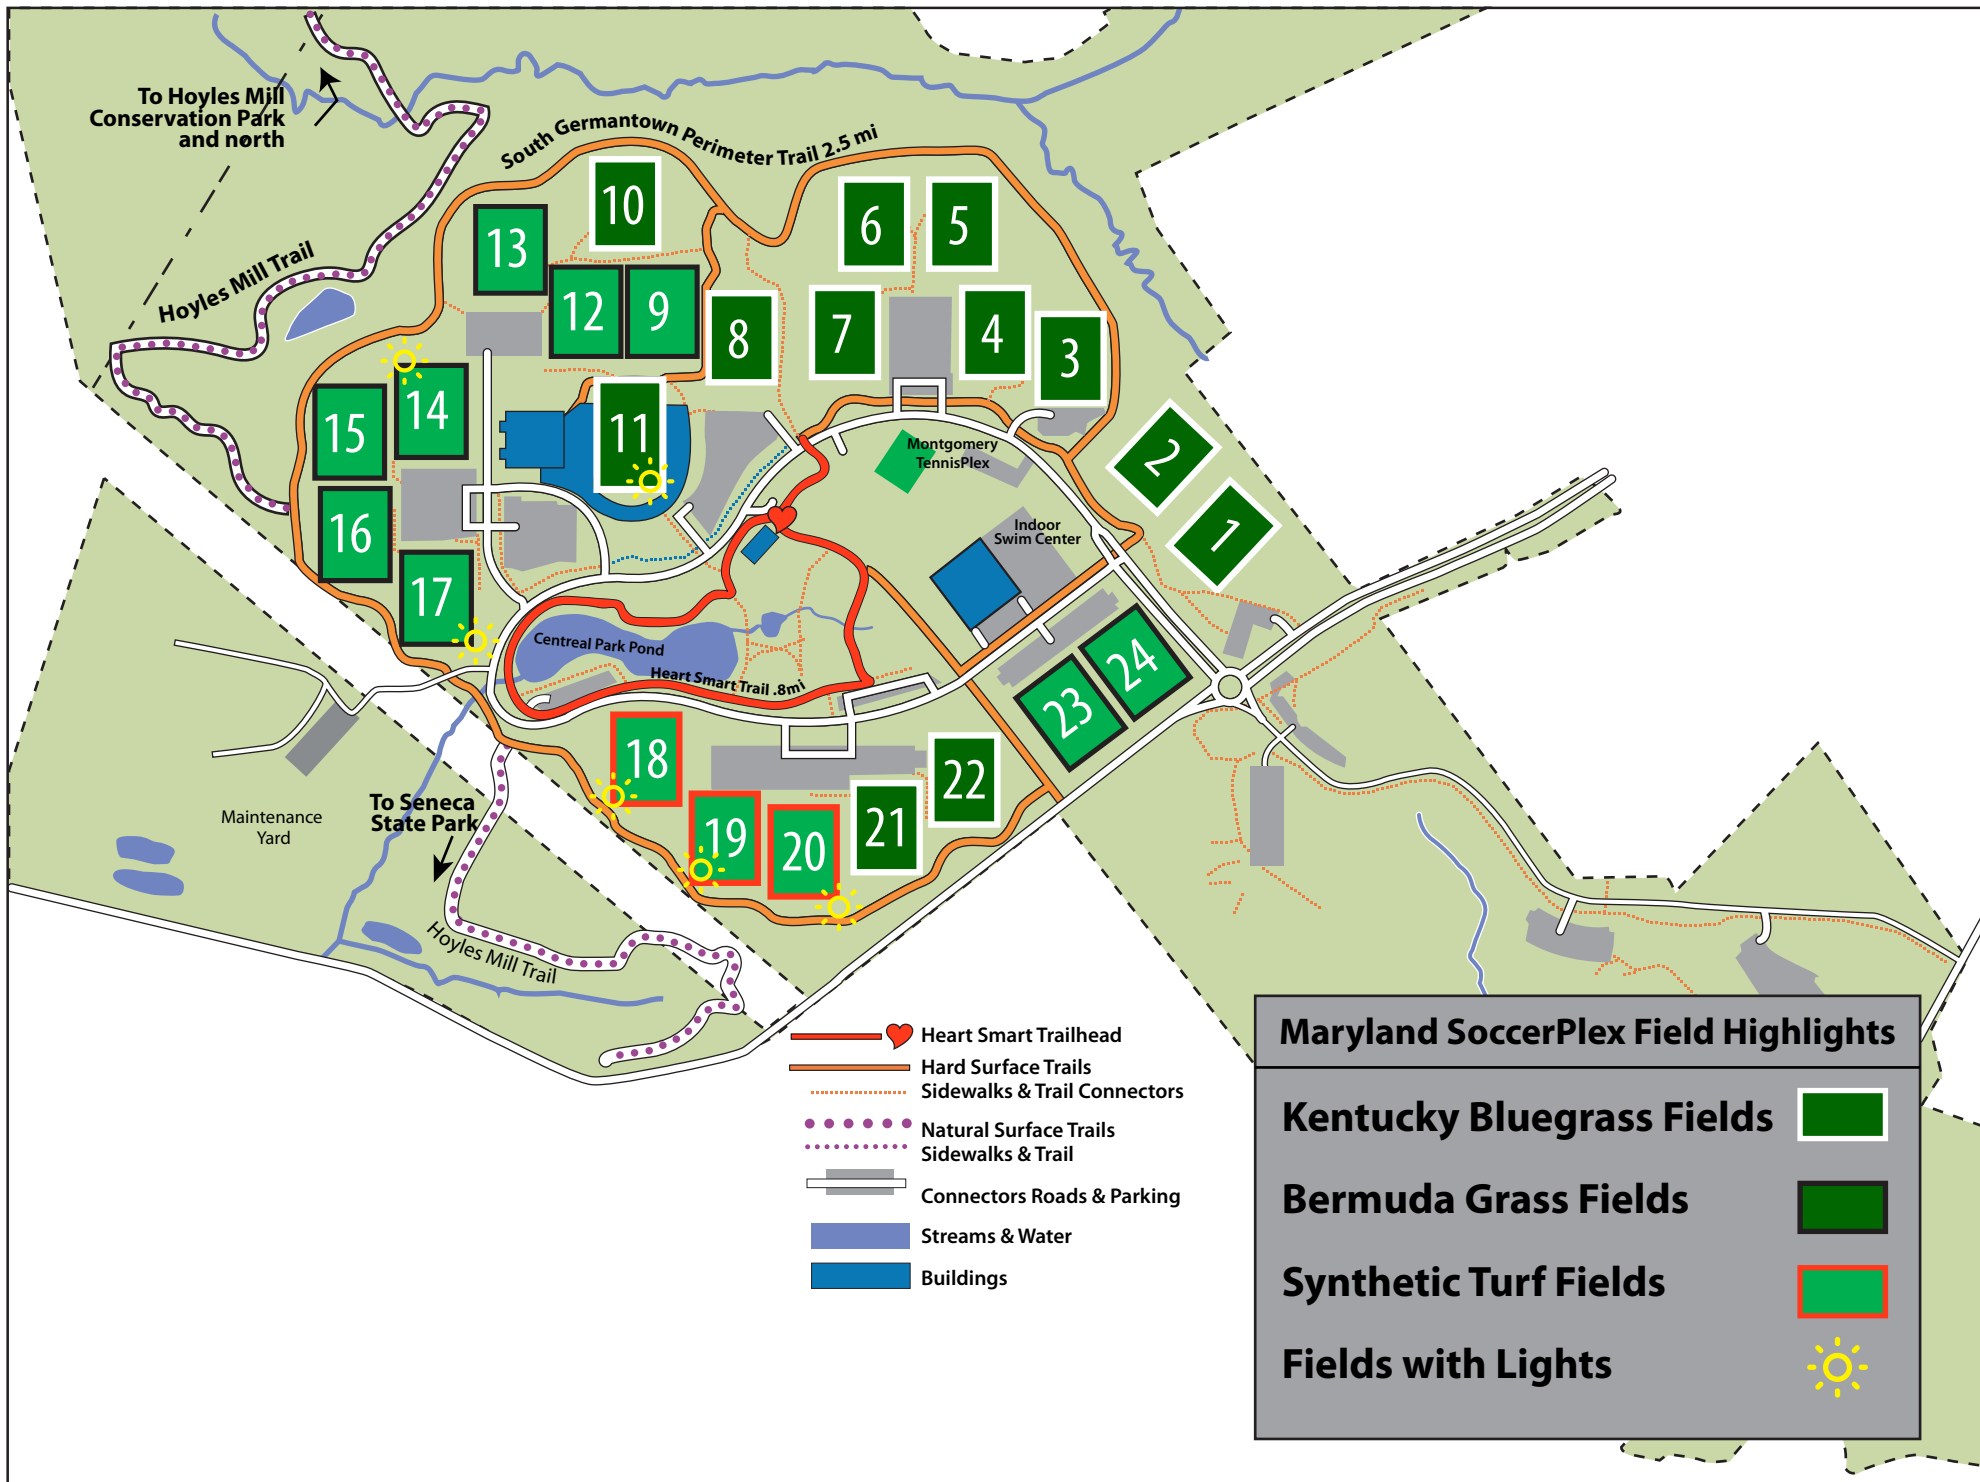 To Hoyles Mill
Conservation Park
and north
South Germantown Perimeter Trail 2.5 mi
Hoyles Mill Trail
10
13
12
9
6
5
8
7
4
3
14
15
11
16
17
2
1
Montgomery
TennisPlex
Indoor
Swim Center
Centreal Park Pond
Heart Smart Trail .8mi
24
23
18
19
20
21
22
Maintenance
Yard
To Seneca
State Park
Hoyles Mill Trail
Heart Smart Trailhead
Hard Surface Trails
Sidewalks & Trail Connectors
Natural Surface Trails
Sidewalks & Trail
Connectors Roads & Parking
Streams & Water
Buildings
Maryland SoccerPlex Field Highlights
Kentucky Bluegrass Fields
Bermuda Grass Fields
Synthetic Turf Fields
Fields with Lights